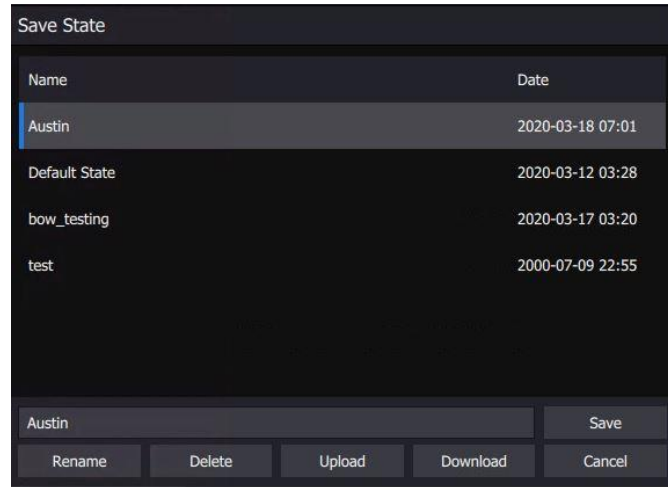 Save State
Name Date
Austin 2020-03-18 07:01
Default State 2020-03-12 03:28
bow_testing 2020-03-17 03:20
test 2000-07-09 22:55
Austin Save
Rename Delete Upload Download Cancel